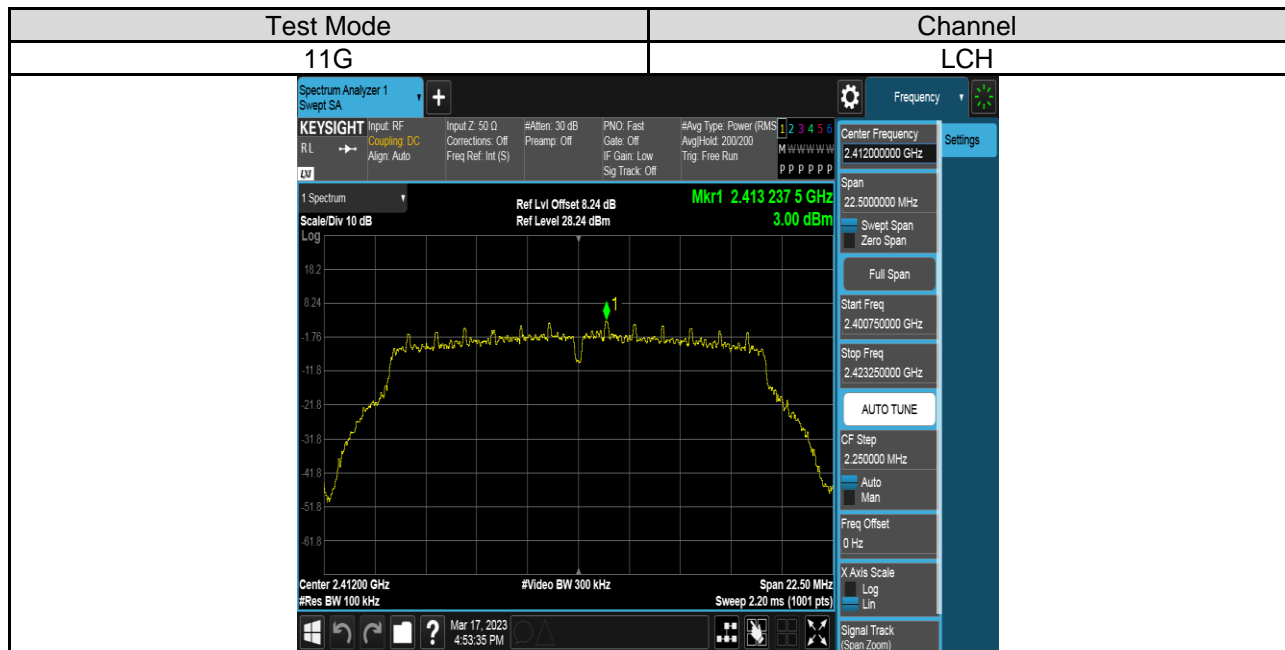 Test Mode Channel
11G LCH
Spectrum Analyzer 1
Swept SA
Frequency
KEYSIGHT
RL
LXI
Input: RF
Coupling: DC
Align: Auto
Input Z: 50 Ω
Corrections: Off
Freq Ref: Int (S)
#Atten: 30 dB
Preamp: Off
PNO: Fast
Gate: Off
IF Gain: Low
Sig Track: Off
#Avg Type: Power (RMS
Avg|Hold: 200/200
Trig: Free Run
1 2 3 4 5 6
M W W W W W
P P P P P P
1 Spectrum
Scale/Div 10 dB
Log
Ref Lvl Offset 8.24 dB
Ref Level 28.24 dBm
Mkr1 2.413 237 5 GHz
3.00 dBm
18.2
8.24
-1.76
-11.8
-21.8
-31.8
-41.8
-51.8
-61.8
1
Center 2.41200 GHz
#Res BW 100 kHz
#Video BW 300 kHz
Span 22.50 MHz
Sweep 2.20 ms (1001 pts)
?
Mar 17, 2023
4:53:35 PM
Settings
Center Frequency
2.412000000 GHz
Span
22.5000000 MHz
Swept Span
Zero Span
Full Span
Start Freq
2.400750000 GHz
Stop Freq
2.423250000 GHz
AUTO TUNE
CF Step
2.250000 MHz
Auto
Man
Freq Offset
0 Hz
X Axis Scale
Log
Lin
Signal Track
(Span Zoom)